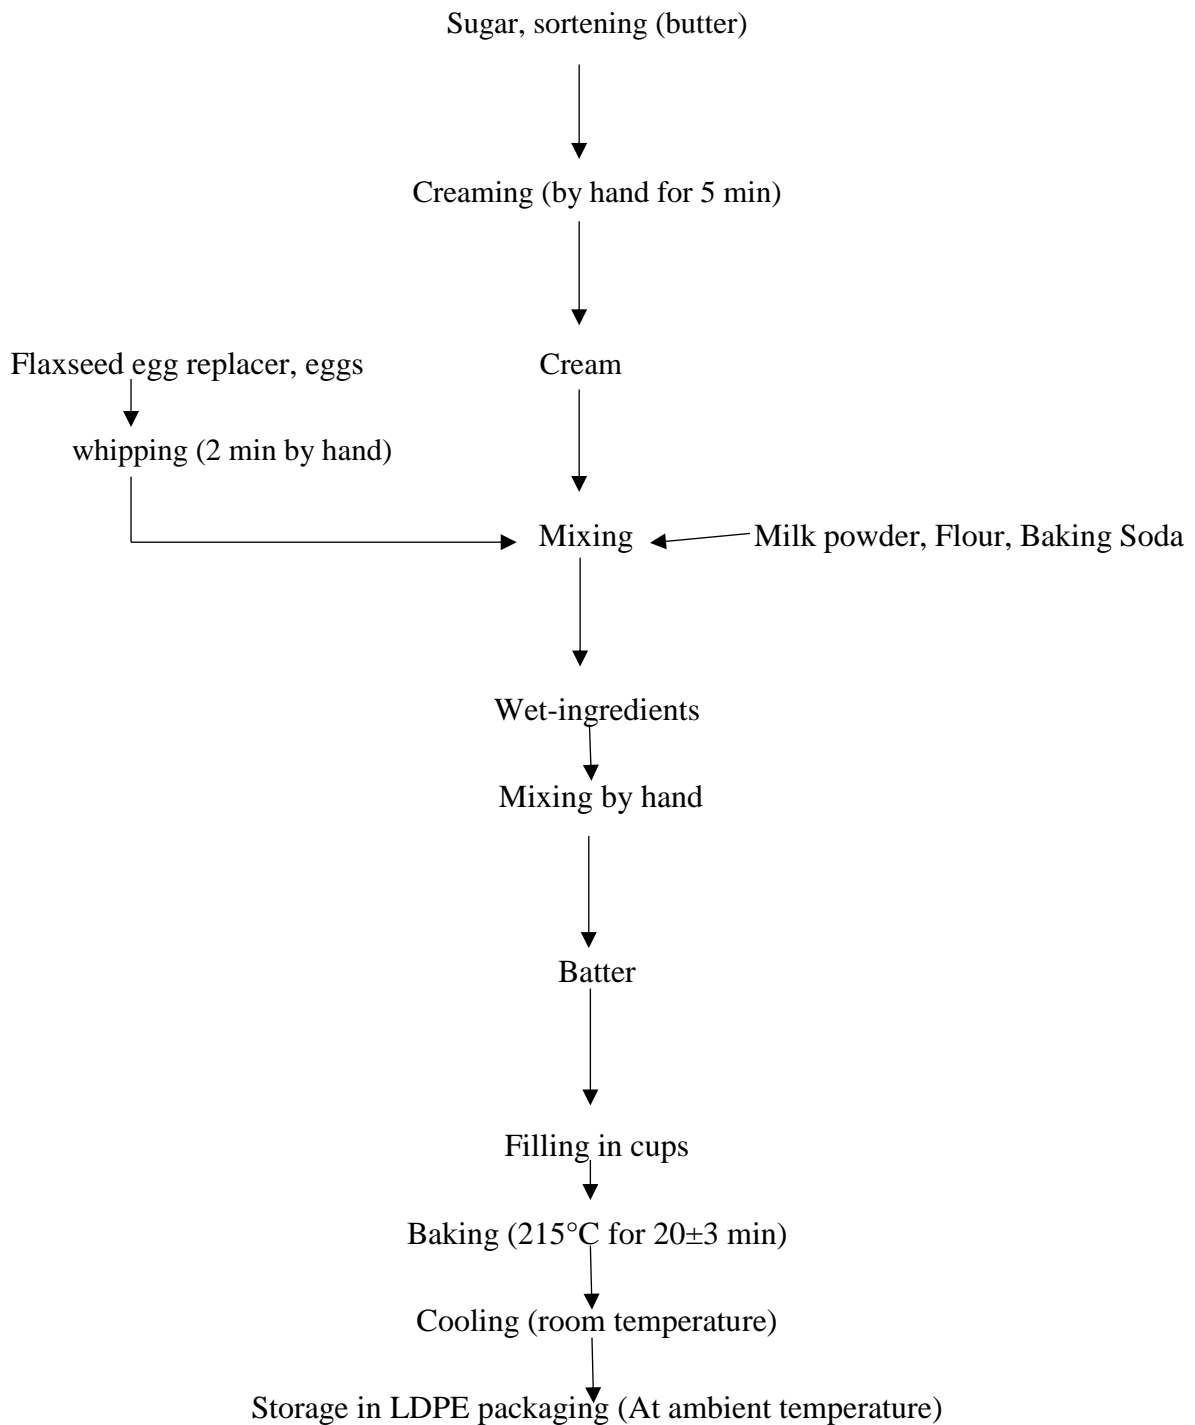 Sugar, sortening (butter)
Creaming (by hand for 5 min)
Flaxseed egg replacer, eggs
Cream
whipping (2 min by hand)
Mixing
Milk powder, Flour, Baking Soda
Wet-ingredients
Mixing by hand
Batter
Filling in cups
Baking (215°C for 20±3 min)
Cooling (room temperature)
Storage in LDPE packaging (At ambient temperature)